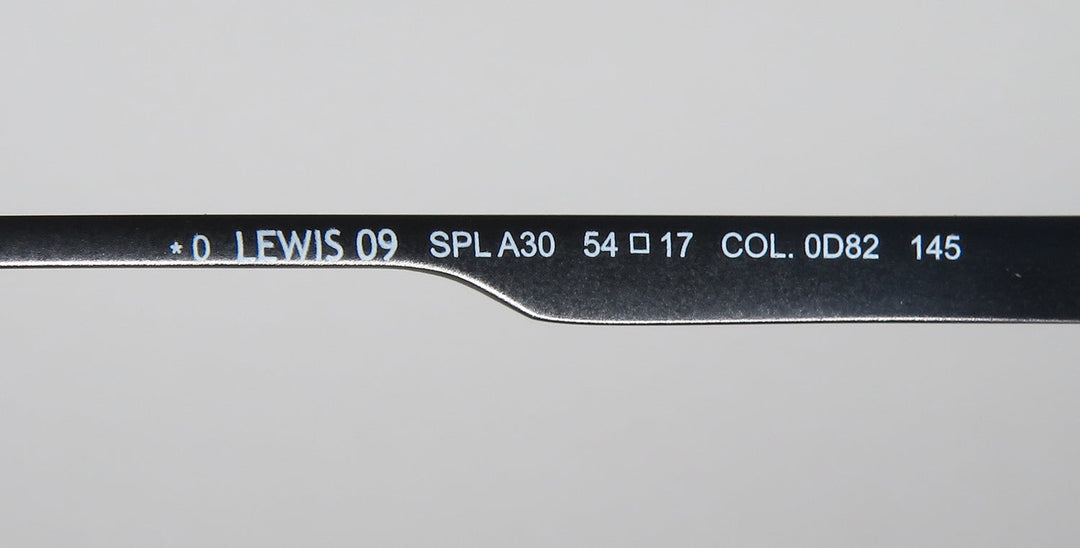 * 0 LEWIS 09 SPL A30 54 □ 17 COL. 0D82 145